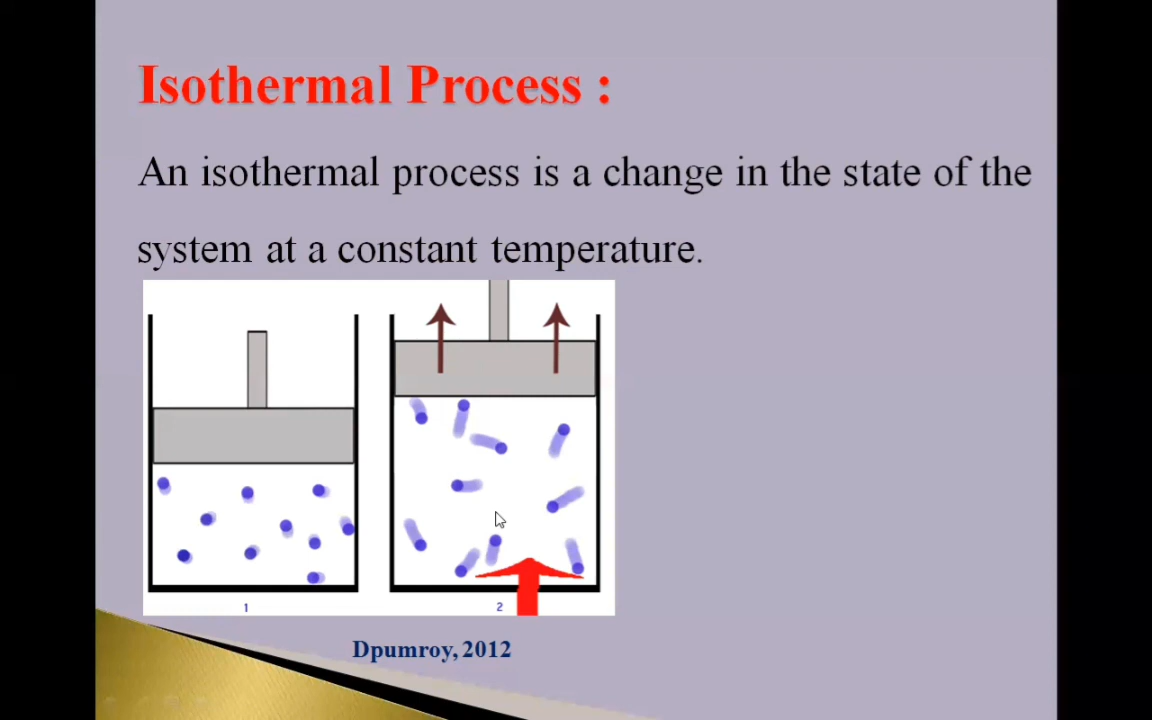 Isothermal Process :
An isothermal process is a change in the state of the
system at a constant temperature.
1
2
Dpumroy, 2012